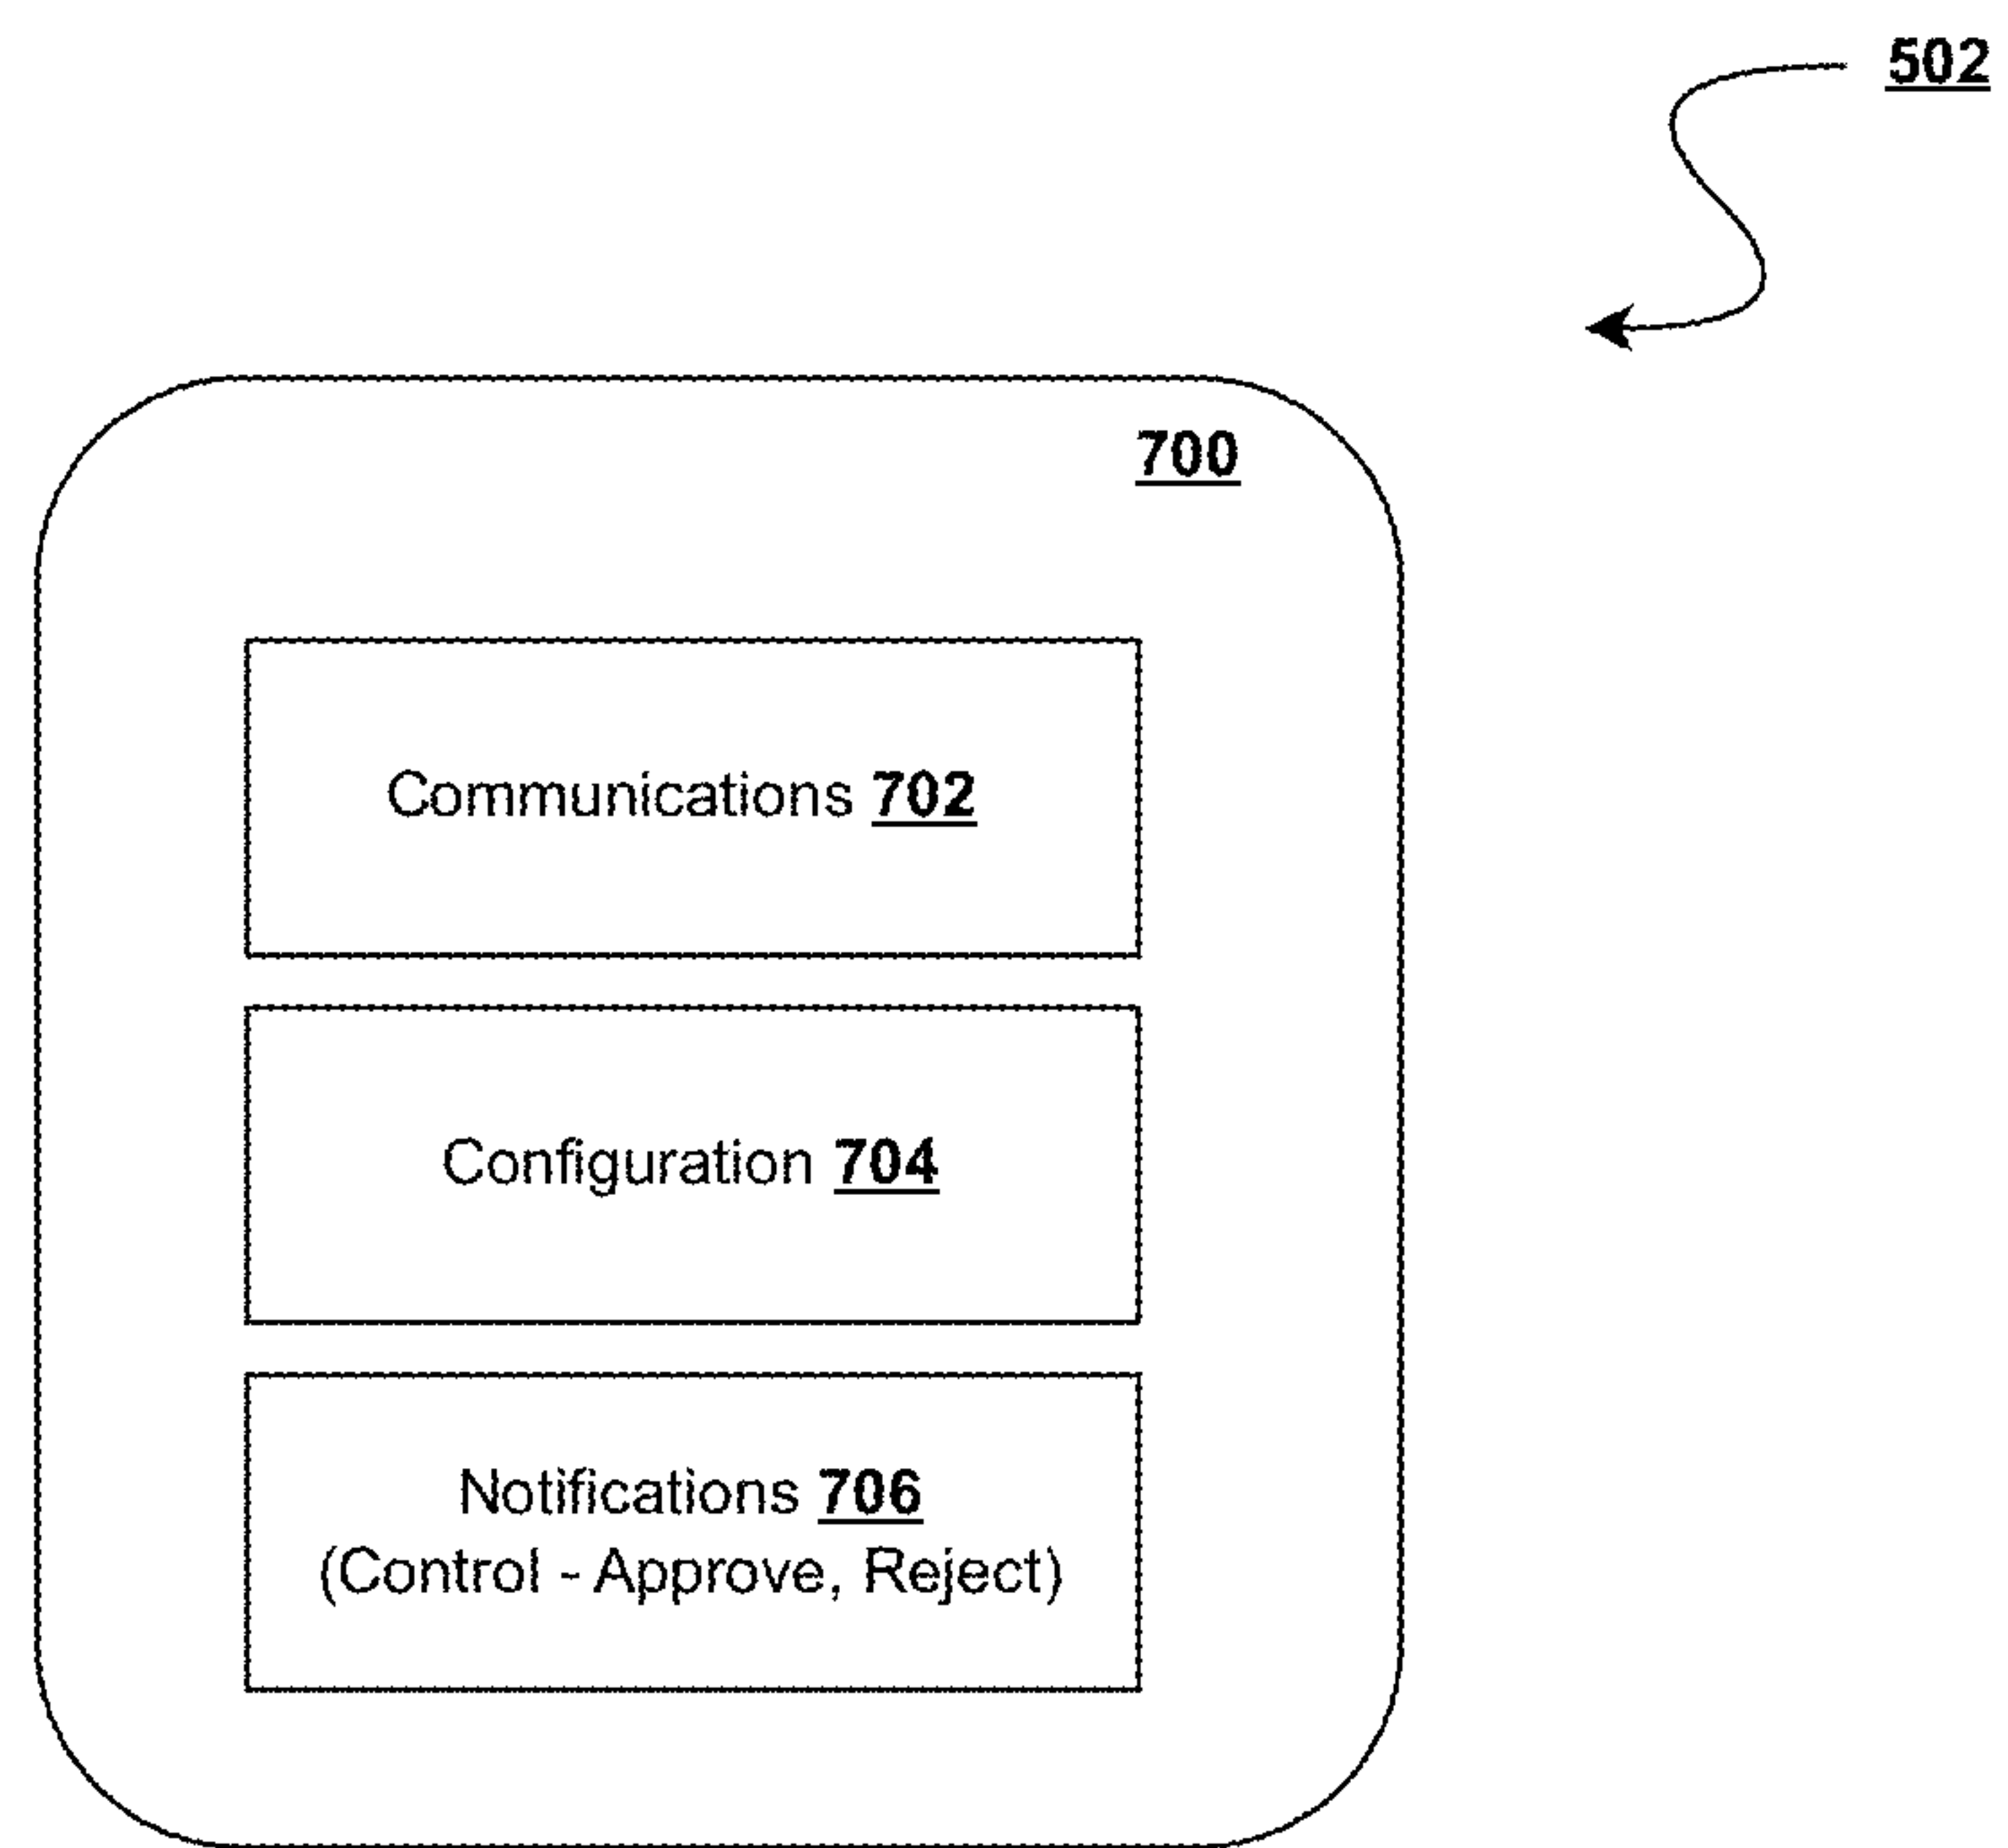 502
700
Communications 702
Configuration 704
Notifications 706
(Control - Approve, Reject)